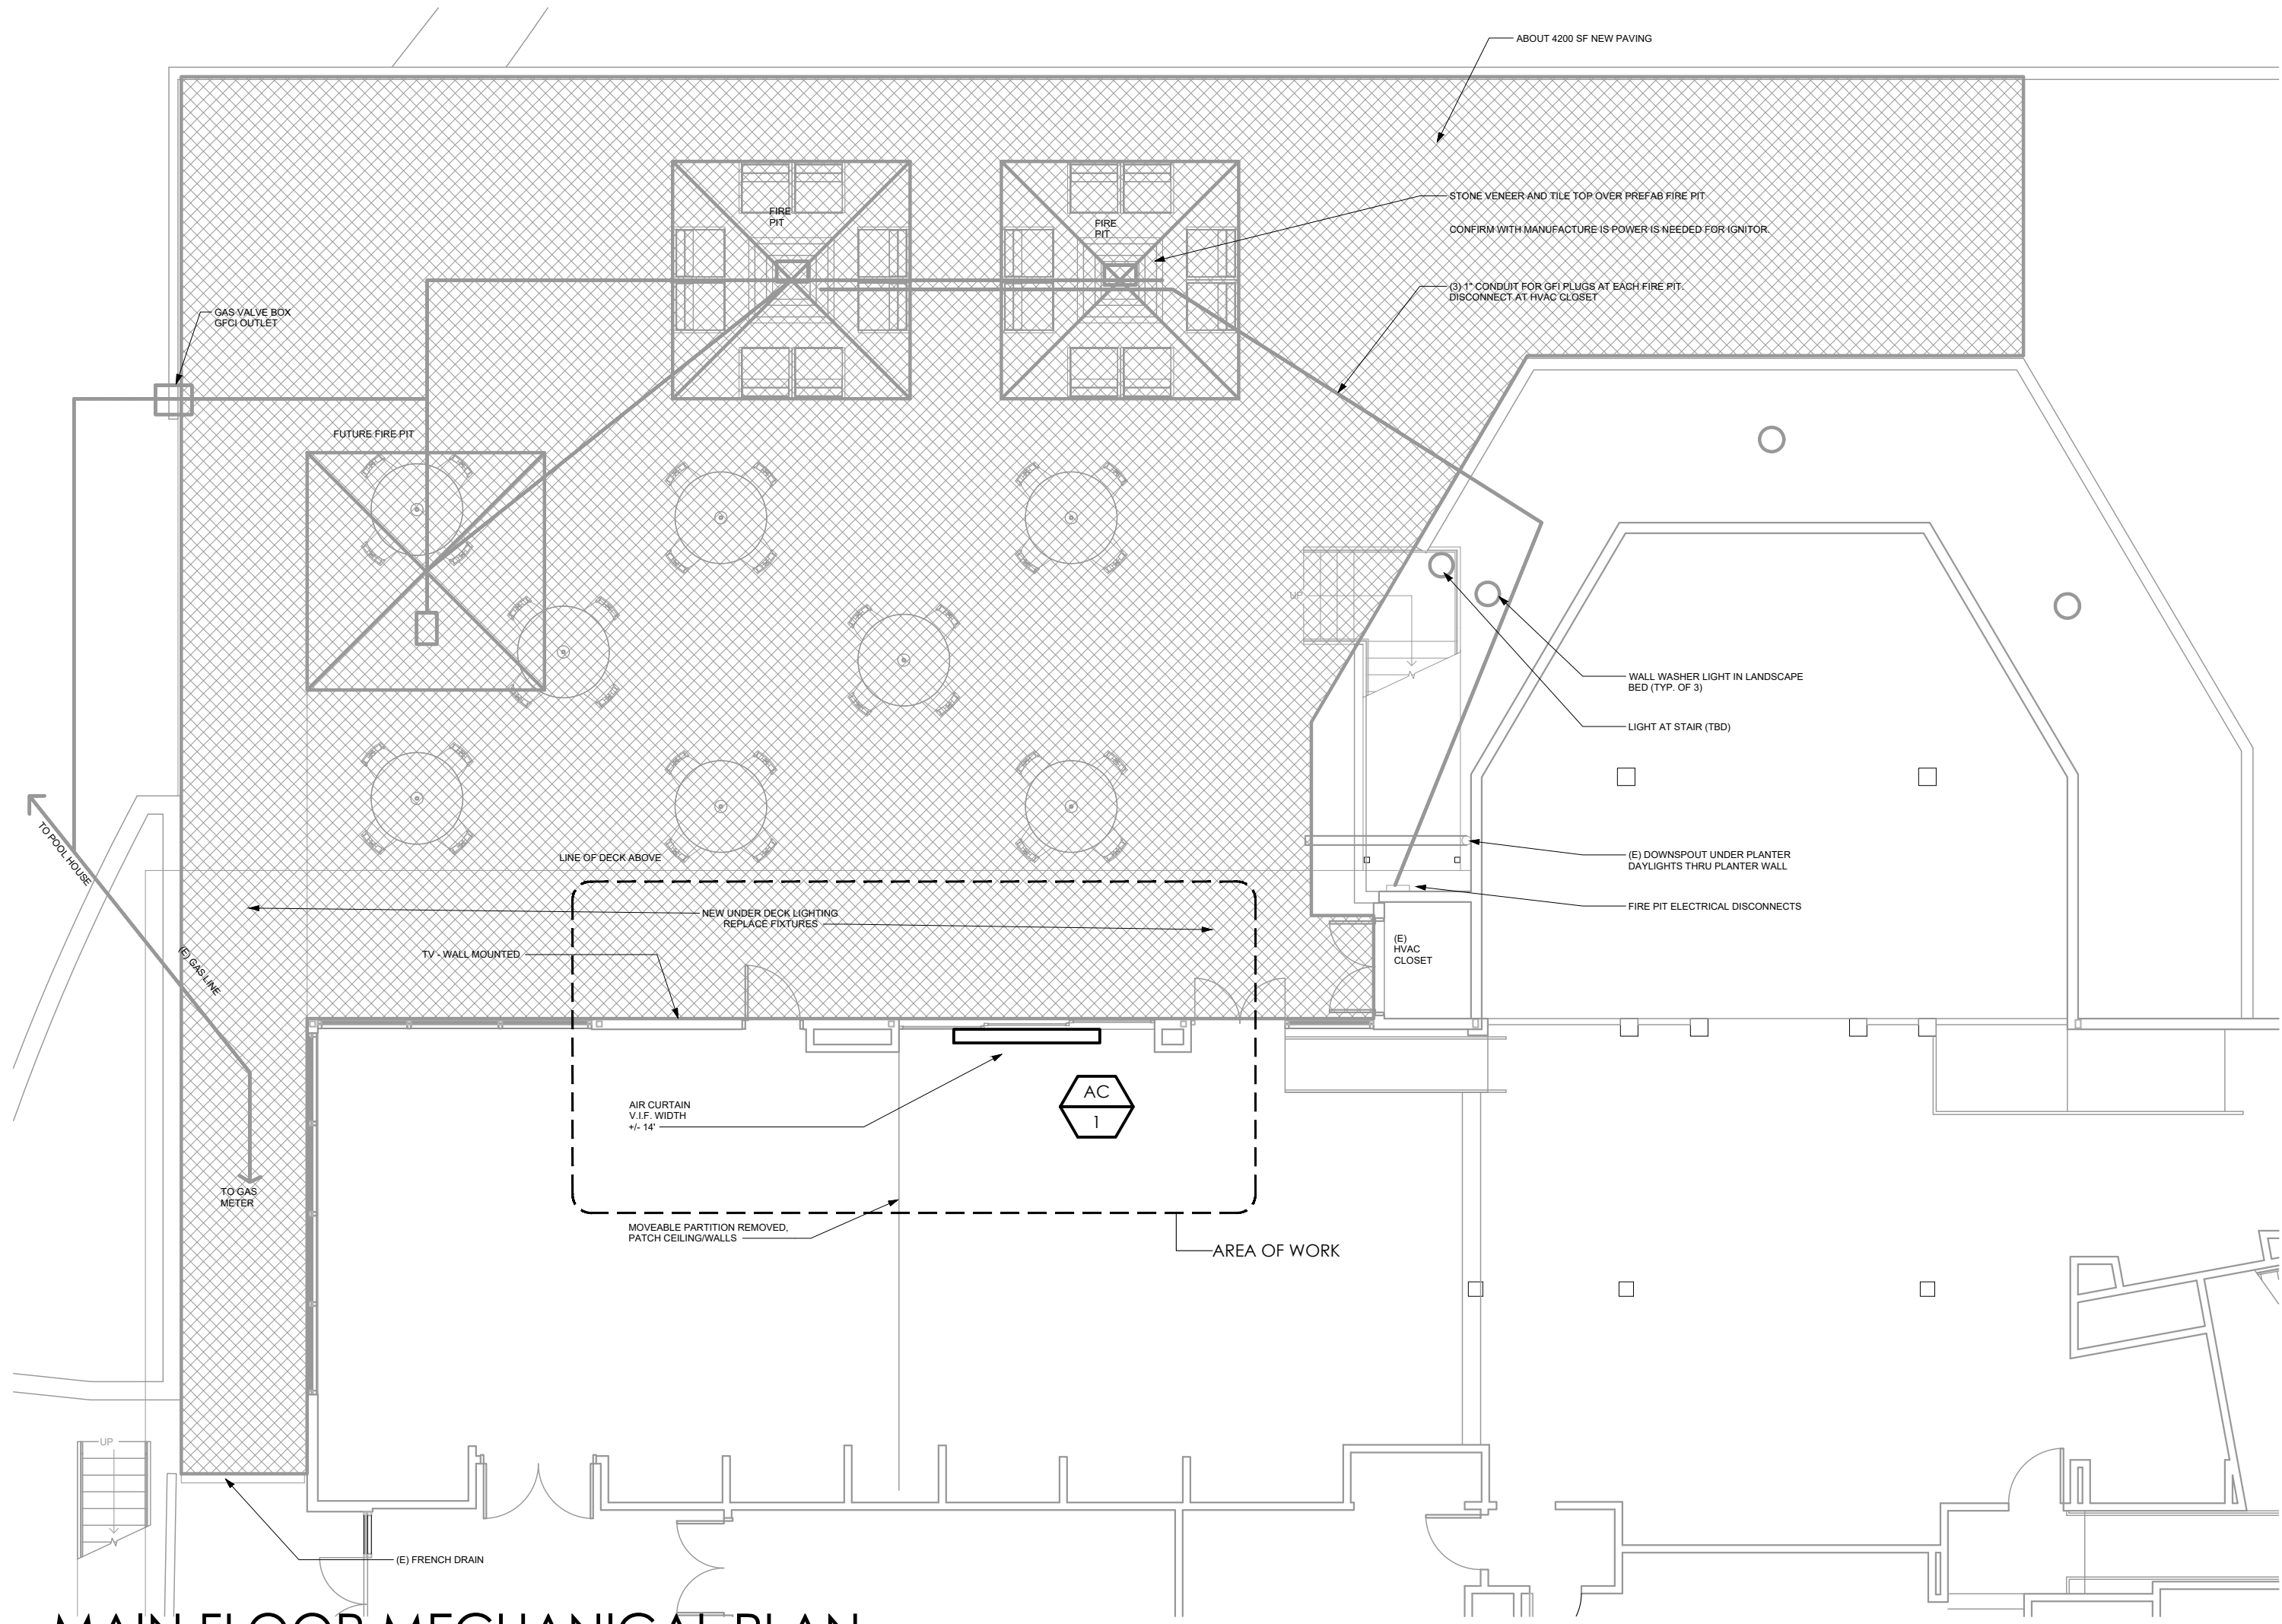 ABOUT 4200 SF NEW PAVING
STONE VENEER AND TILE TOP OVER PREFAB FIRE PIT
CONFIRM WITH MANUFACTURE IS POWER IS NEEDED FOR IGNITOR.
FIRE
PIT
FIRE
PIT
(3) 1" CONDUIT FOR GFI PLUGS AT EACH FIRE PIT.
DISCONNECT AT HVAC CLOSET
GAS VALVE BOX
GFCI OUTLET
FUTURE FIRE PIT
UP
WALL WASHER LIGHT IN LANDSCAPE
BED (TYP. OF 3)
LIGHT AT STAIR (TBD)
TO POOL HOUSE
LINE OF DECK ABOVE
(E) DOWNSPOUT UNDER PLANTER
DAYLIGHTS THRU PLANTER WALL
FIRE PIT ELECTRICAL DISCONNECTS
NEW UNDER DECK LIGHTING
REPLACE FIXTURES
TV - WALL MOUNTED
(E)
HVAC
CLOSET
(E) GAS LINE
AIR CURTAIN
V.I.F. WIDTH
+/- 14'
AC
1
TO GAS
METER
MOVEABLE PARTITION REMOVED,
PATCH CEILING/WALLS
AREA OF WORK
UP
(E) FRENCH DRAIN
MAIN FLOOR MECHANICAL PLAN